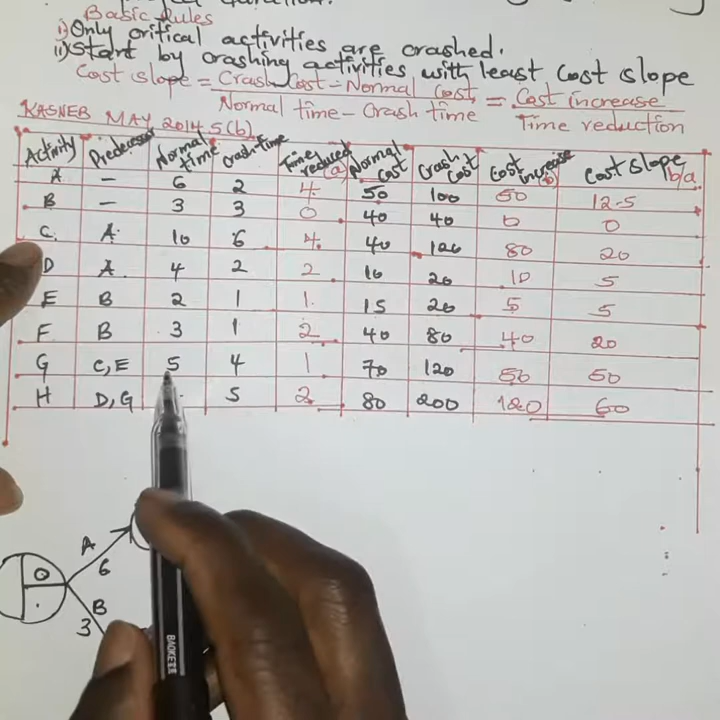 Basic Rules
i) Only critical activities are crashed.
ii) Start by crashing activities with least cost slope
Cost slope = Crash Cost - Normal Cost = Cost increase
Normal time - Crash time Time reduction
KASNEB MAY 2014 5(b)
Activity Predecessor Normal time Crash time Time reduced (a) Normal cost Crash cost Cost increase (b) Cost slope b/a
A - 6 2 4 50 100 50 12.5
B - 3 3 0 40 40 0 0
C. A 10 6 4 40 120 80 20
D A 4 2 2 10 20 10 5
E B 2 1 1 15 20 5 5
F B 3 1 2 40 80 40 20
G C, E 5 4 1 70 120 50 50
H D, G 5 2 80 200 120 60
A
0 6
B
3
BAOKE